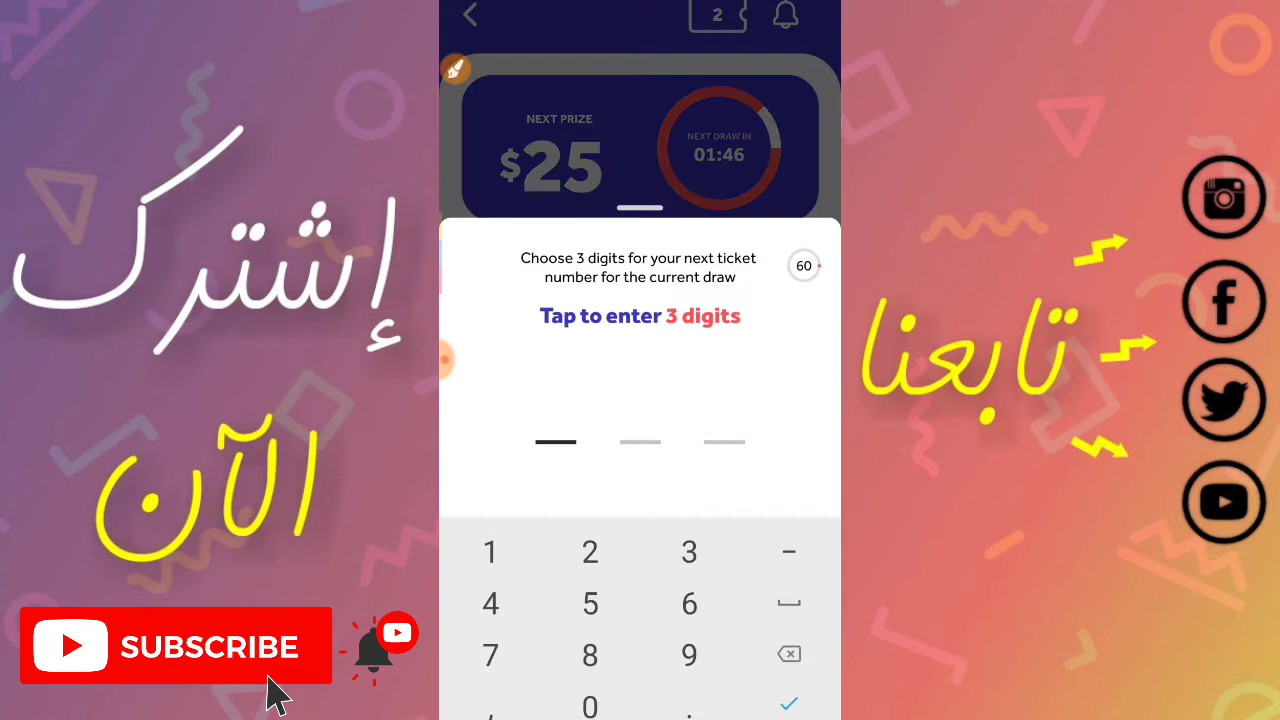 2
NEXT PRIZE
$25
NEXT DRAW IN
01:46
Choose 3 digits for your next ticket
number for the current draw
60
Tap to enter 3 digits
1 2 3 -
4 5 6
7 8 9
, 0 .
إشترك
الآن
SUBSCRIBE
تابعنا